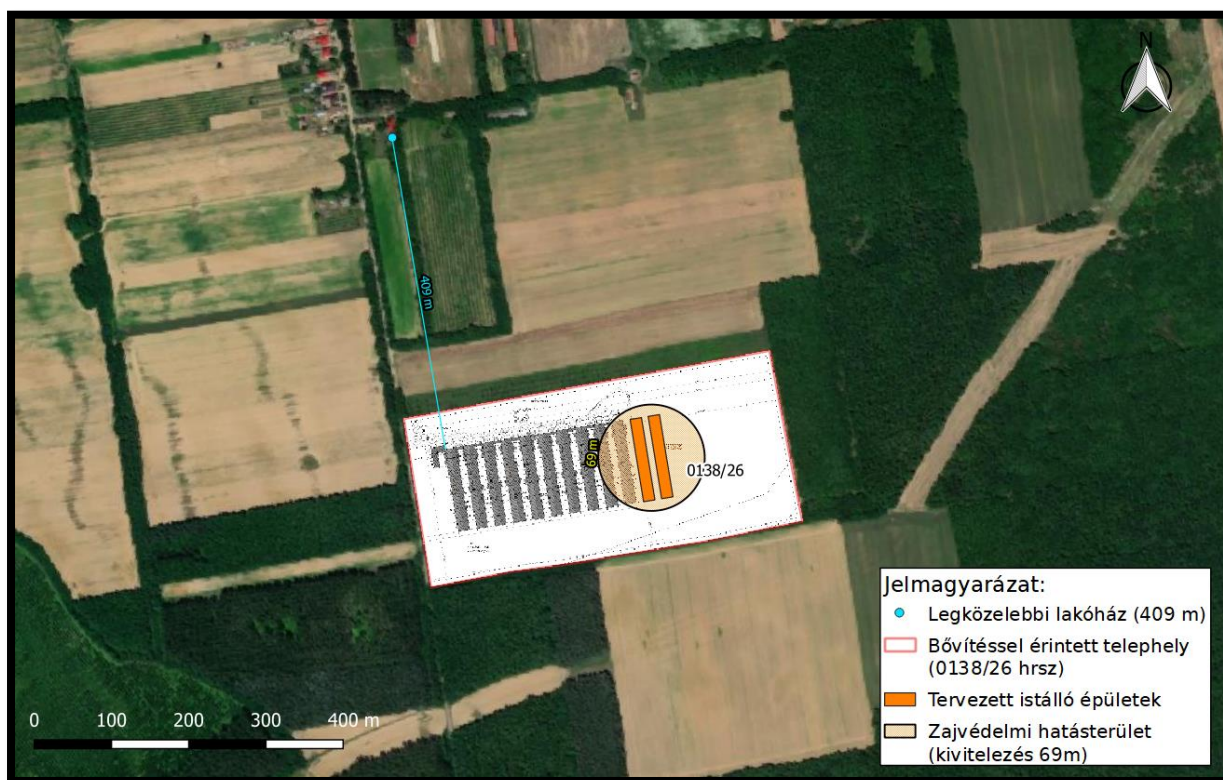 N
409 m
69m
0138/26
Jelmagyarázat:
Legközelebbi lakóház (409 m)
Bővítéssel érintett telephely
(0138/26 hrsz)
Tervezett istálló épületek
Zajvédelmi hatásterület
(kivitelezés 69m)
0 100 200 300 400 m